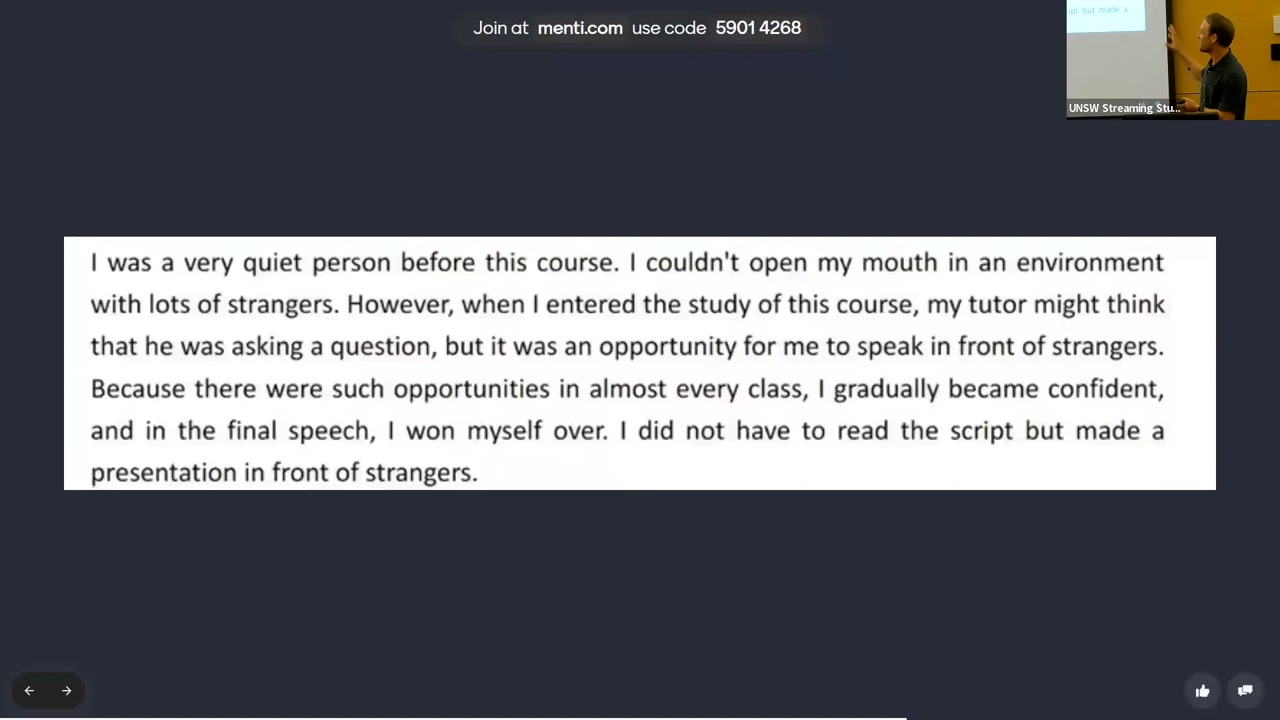 Join at menti.com use code 5901 4268
ipt but made a
UNSW Streaming Stu...
I was a very quiet person before this course. I couldn't open my mouth in an environment
with lots of strangers. However, when I entered the study of this course, my tutor might think
that he was asking a question, but it was an opportunity for me to speak in front of strangers.
Because there were such opportunities in almost every class, I gradually became confident,
and in the final speech, I won myself over. I did not have to read the script but made a
presentation in front of strangers.